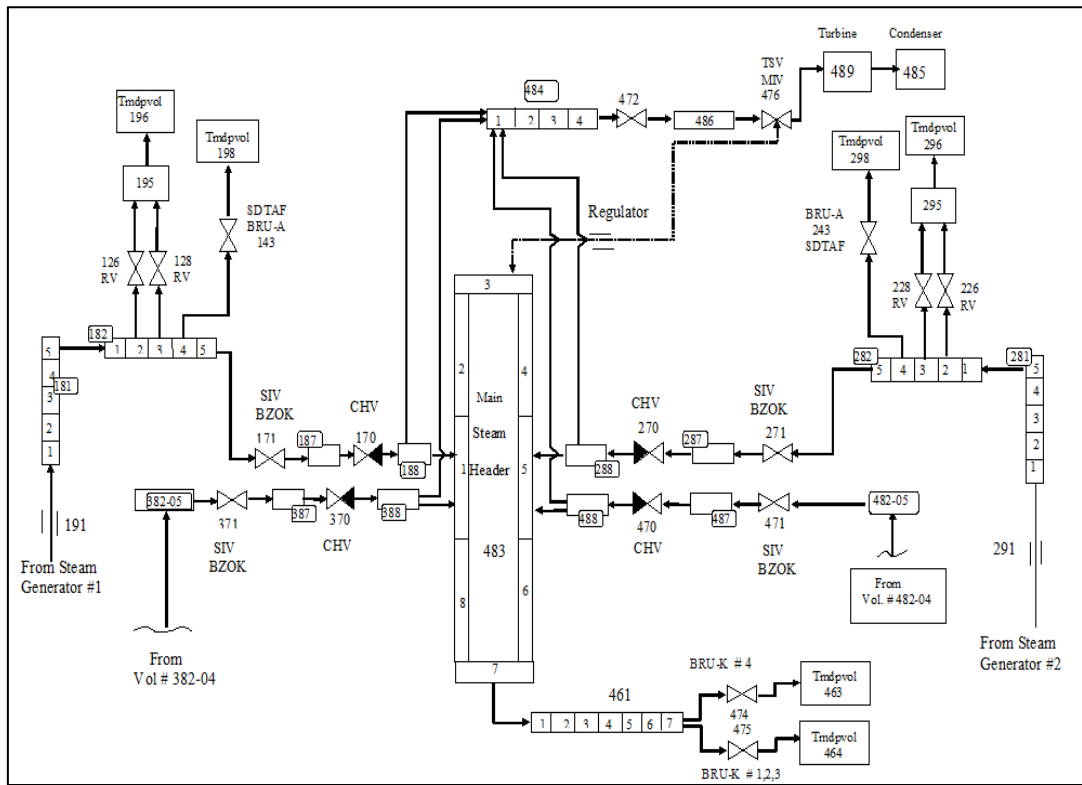 Turbine
Condenser
TSV
MIV
476
489
485
484
472
1 2 3 4
486
Tmdpvol
196
Tmdpvol
198
195
SDTAF
BRU-A
143
126
RV
128
RV
Regulator
Tmdpvol
298
Tmdpvol
296
295
BRU-A
243
SDTAF
228
RV
226
RV
182
1 2 3 4 5
5
4
3
2
1
181
3
2
4
Main
Steam
Header
1
5
483
8
6
7
282
5 4 3 2 1
281
5
4
3
2
1
SIV
BZOK
171
187
CHV
170
188
CHV
270
288
287
SIV
BZOK
271
382-05
371
SIV
BZOK
387
370
CHV
388
488
470
CHV
487
471
SIV
BZOK
482-05
191
From Steam
Generator #1
From
Vol # 382-04
From
Vol. # 482-04
291
From Steam
Generator #2
461
1 2 3 4 5 6 7
BRU-K # 4
474
475
BRU-K # 1,2,3
Tmdpvol
463
Tmdpvol
464